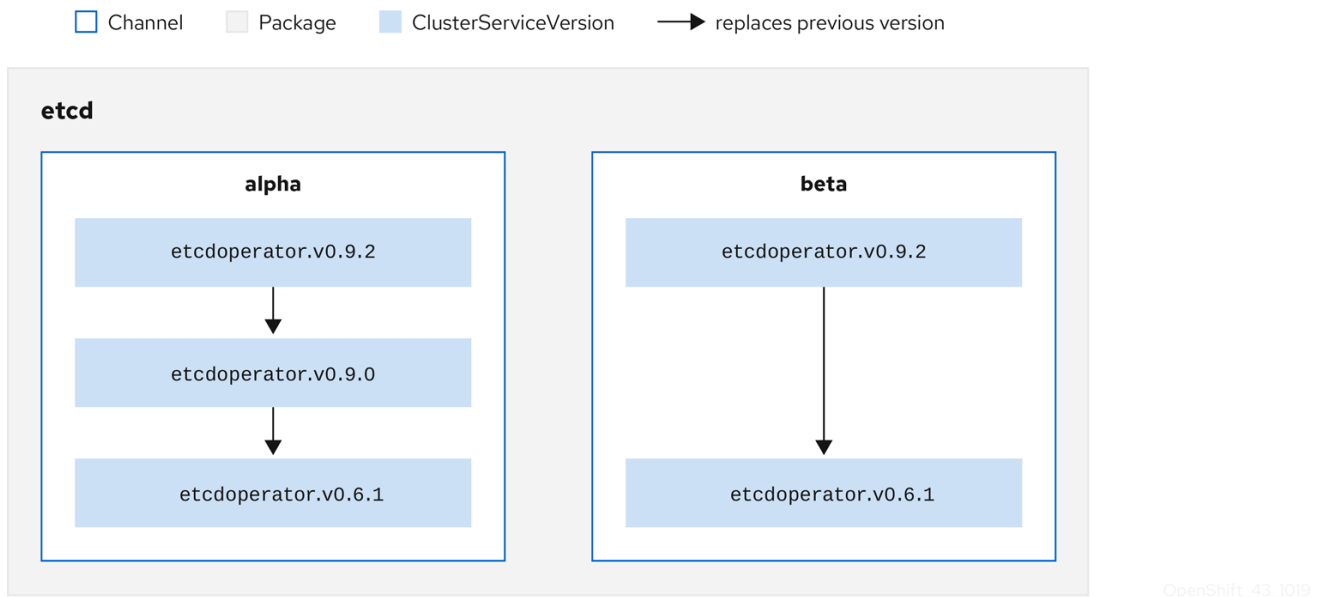 Channel Package ClusterServiceVersion replaces previous version
etcd
alpha
etcdoperator.v0.9.2
etcdoperator.v0.9.0
etcdoperator.v0.6.1
beta
etcdoperator.v0.9.2
etcdoperator.v0.6.1
OpenShift_43_1019